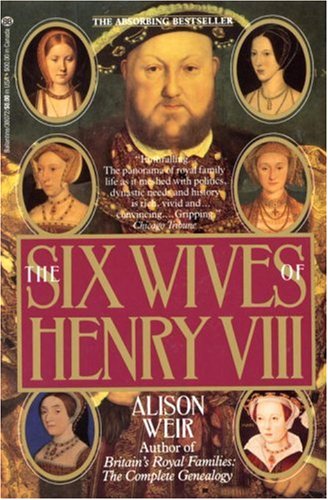 THE ABSORBING BESTSELLER
"Enthralling.
The panorama of royal family
life as it meshed with politics,
dynastic needs and history
is rich, vivid and...
convincing... Gripping."
Chicago Tribune
THE SIX WIVES OF
HENRY VIII
ALISON
WEIR
Author of
Britain's Royal Families:
The Complete Genealogy